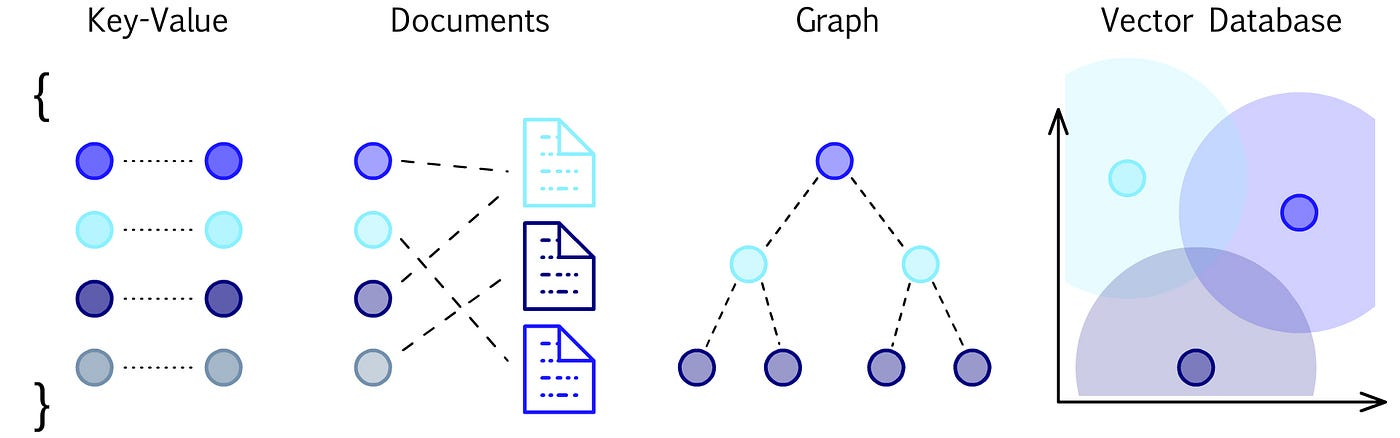 Key-Value
Documents
Graph
Vector Database
{
}